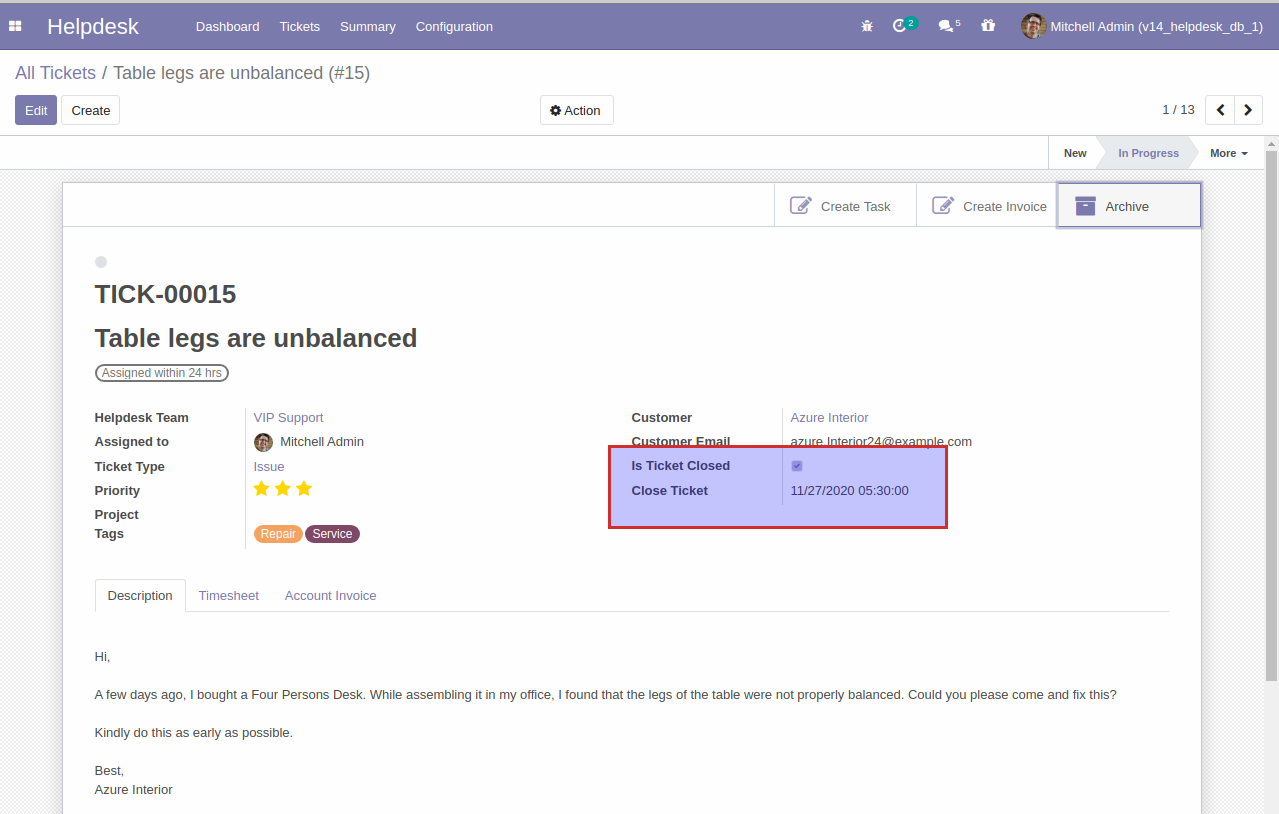 Helpdesk Dashboard Tickets Summary Configuration 2 5 Mitchell Admin (v14_helpdesk_db_1)
All Tickets / Table legs are unbalanced (#15)
Edit Create Action 1 / 13
New In Progress More
Create Task Create Invoice Archive
TICK-00015
Table legs are unbalanced
Assigned within 24 hrs
Helpdesk Team VIP Support Customer Azure Interior
Assigned to Mitchell Admin Customer Email azure.Interior24@example.com
Ticket Type Issue Is Ticket Closed
Priority Close Ticket 11/27/2020 05:30:00
Project
Tags Repair Service
Description Timesheet Account Invoice
Hi,
A few days ago, I bought a Four Persons Desk. While assembling it in my office, I found that the legs of the table were not properly balanced. Could you please come and fix this?
Kindly do this as early as possible.
Best,
Azure Interior